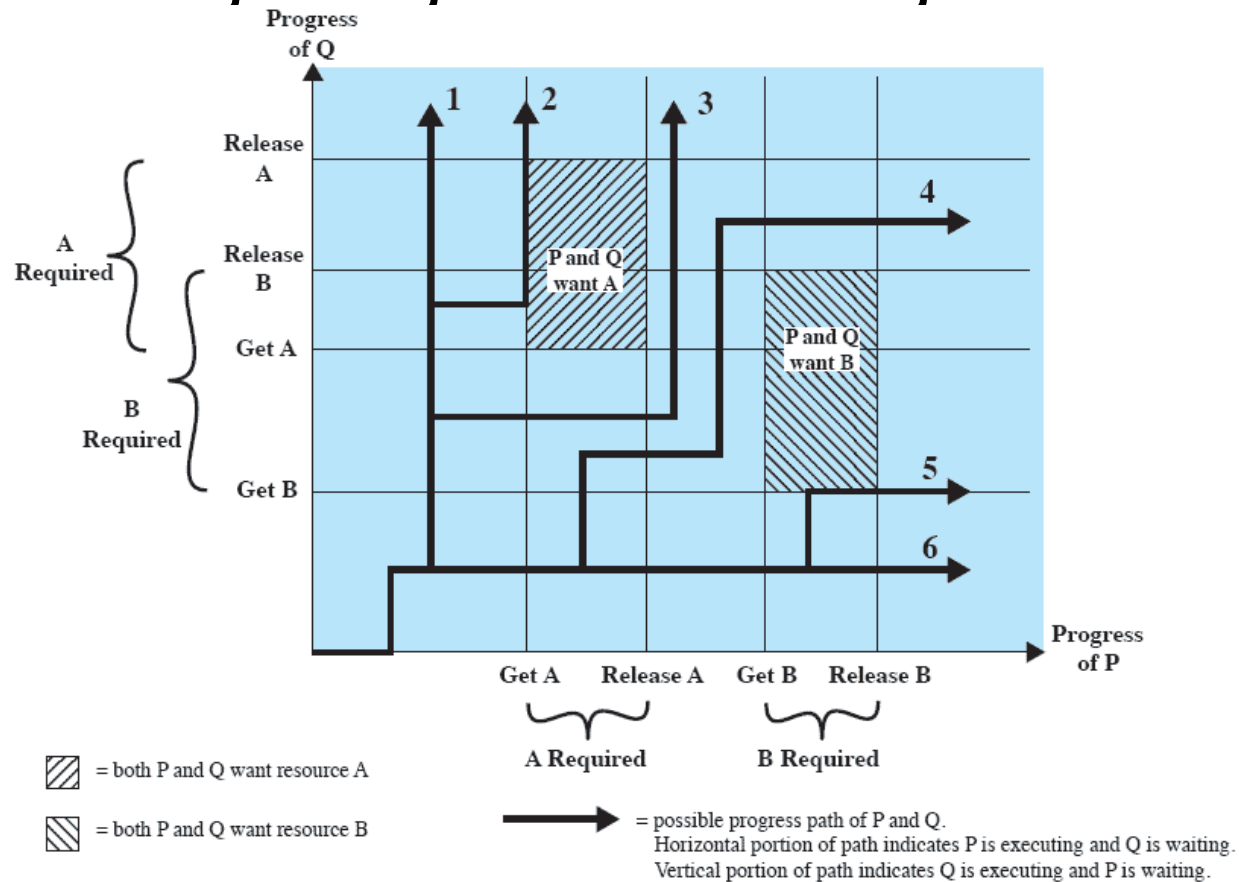 Progress
of Q
1
2
3
Release
A
4
A
Required
Release
B
P and Q
want A
Get A
P and Q
want B
B
Required
Get B
5
6
Progress
of P
Get A
Release A
Get B
Release B
A Required
B Required
= both P and Q want resource A
= both P and Q want resource B
= possible progress path of P and Q.
Horizontal portion of path indicates P is executing and Q is waiting.
Vertical portion of path indicates Q is executing and P is waiting.